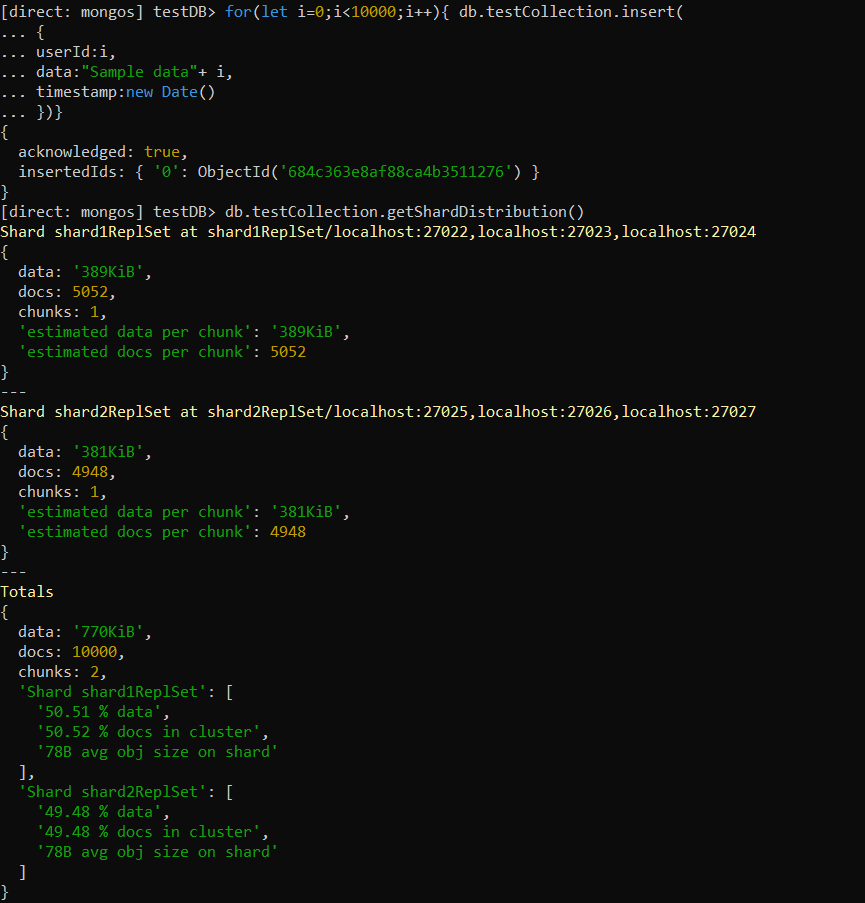 [direct: mongos] testDB> for(let i=0;i<10000;i++){ db.testCollection.insert(
... {
... userId:i,
... data:"Sample data"+ i,
... timestamp:new Date()
... })}
{
  acknowledged: true,
  insertedIds: { '0': ObjectId('684c363e8af88ca4b3511276') }
}
[direct: mongos] testDB> db.testCollection.getShardDistribution()
Shard shard1ReplSet at shard1ReplSet/localhost:27022,localhost:27023,localhost:27024
{
  data: '389KiB',
  docs: 5052,
  chunks: 1,
  'estimated data per chunk': '389KiB',
  'estimated docs per chunk': 5052
}
---
Shard shard2ReplSet at shard2ReplSet/localhost:27025,localhost:27026,localhost:27027
{
  data: '381KiB',
  docs: 4948,
  chunks: 1,
  'estimated data per chunk': '381KiB',
  'estimated docs per chunk': 4948
}
---
Totals
{
  data: '770KiB',
  docs: 10000,
  chunks: 2,
  'Shard shard1ReplSet': [
    '50.51 % data',
    '50.52 % docs in cluster',
    '78B avg obj size on shard'
  ],
  'Shard shard2ReplSet': [
    '49.48 % data',
    '49.48 % docs in cluster',
    '78B avg obj size on shard'
  ]
}